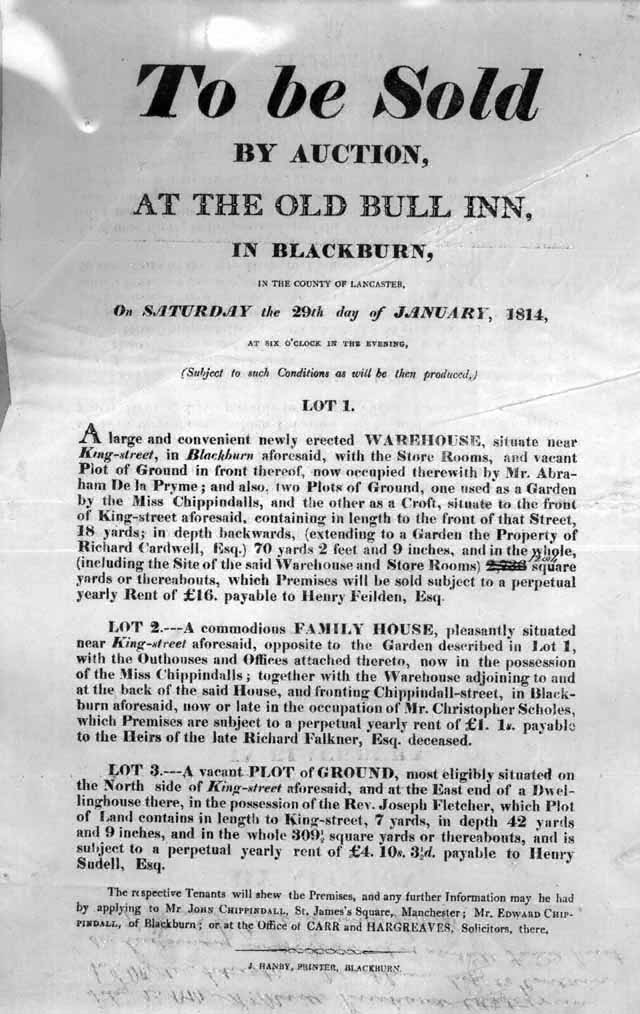 To be Sold
BY AUCTION,
AT THE OLD BULL INN,
IN BLACKBURN,
IN THE COUNTY OF LANCASTER,
On SATURDAY the 29th day of JANUARY, 1814,
AT SIX O'CLOCK IN THE EVENING,
(Subject to such Conditions as will be then produced,)
LOT 1.
A large and convenient newly erected WAREHOUSE, situate near
King-street, in Blackburn aforesaid, with the Store Rooms, and vacant
Plot of Ground in front thereof, now occupied therewith by Mr. Abra-
ham De la Pryme; and also, two Plots of Ground, one used as a Garden
by the Miss Chippindalls, and the other as a Croft, situate to the front
of King-street aforesaid, containing in length to the front of that Street,
18 yards; in depth backwards, (extending to a Garden the Property of
Richard Cardwell, Esq.) 70 yards 2 feet and 9 inches, and in the whole,
(including the Site of the said Warehouse and Store Rooms) square
yards or thereabouts, which Premises will be sold subject to a perpetual
yearly Rent of £16. payable to Henry Feilden, Esq.
LOT 2.---A commodious FAMILY HOUSE, pleasantly situated
near King-street aforesaid, opposite to the Garden described in Lot 1,
with the Outhouses and Offices attached thereto, now in the possession
of the Miss Chippindalls; together with the Warehouse adjoining to and
at the back of the said House, and fronting Chippindall-street, in Black-
burn aforesaid, now or late in the occupation of Mr. Christopher Scholes,
which Premises are subject to a perpetual yearly rent of £1. 1s. payable
to the Heirs of the late Richard Falkner, Esq. deceased.
LOT 3.---A vacant PLOT of GROUND, most eligibly situated on
the North side of King-street aforesaid, and at the East end of a Dwel-
linghouse there, in the possession of the Rev. Joseph Fletcher, which Plot
of Land contains in length to King-street, 7 yards, in depth 42 yards
and 9 inches, and in the whole 309½ square yards or thereabouts, and is
subject to a perpetual yearly rent of £4. 10s. 3½d. payable to Henry
Sudell, Esq.
The respective Tenants will shew the Premises, and any further Information may be had
by applying to Mr JOHN CHIPPINDALL, St. James's Square, Manchester; Mr. EDWARD CHIP-
PINDALL, of Blackburn; or at the Office of CARR and HARGREAVES, Solicitors, there,
J. HANBY, PRINTER, BLACKBURN.